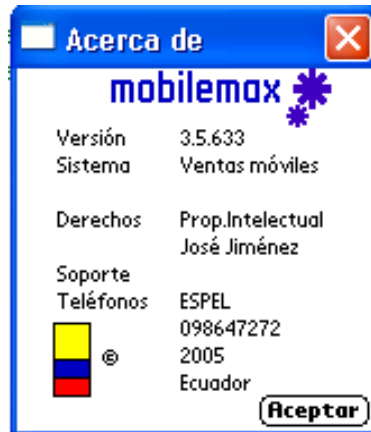 Acerca de
mobilemax
Versión 3.5.633
Sistema Ventas móviles
Derechos Prop.Intelectual
José Jiménez
Soporte
Teléfonos ESPEL
098647272
© 2005
Ecuador
Aceptar